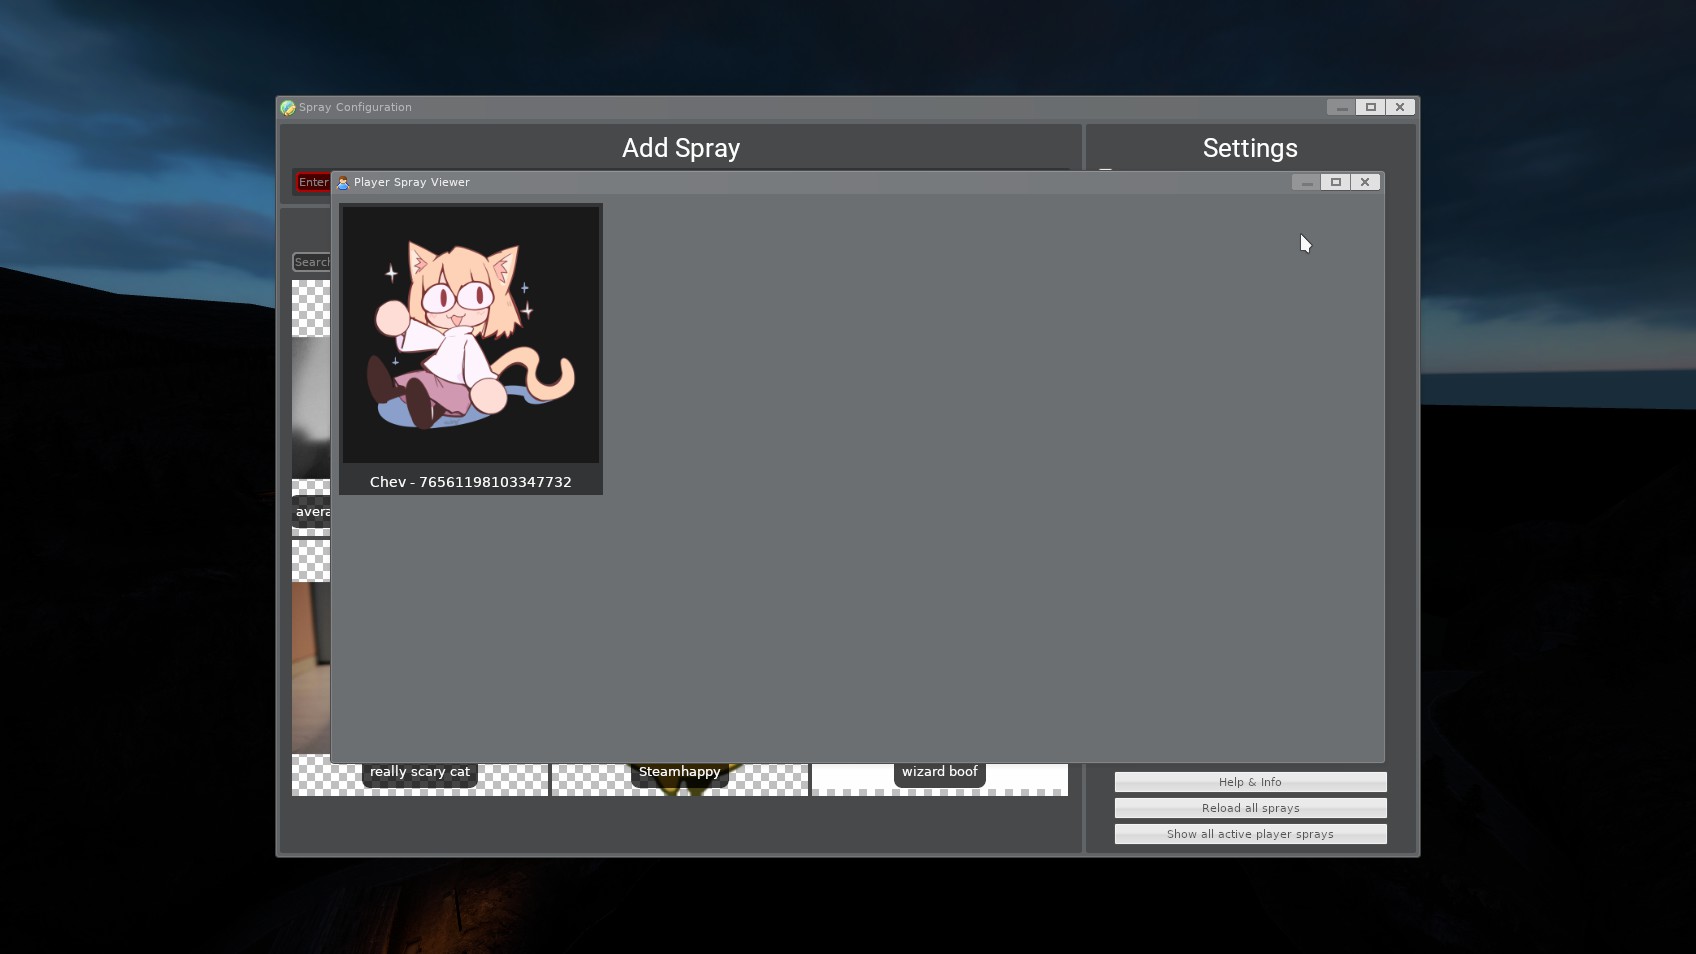 Spray Configuration
Add Spray
Settings
Enter
Player Spray Viewer
Search
Chev - 76561198103347732
avera
really scary cat
Steamhappy
wizard boof
Help & Info
Reload all sprays
Show all active player sprays